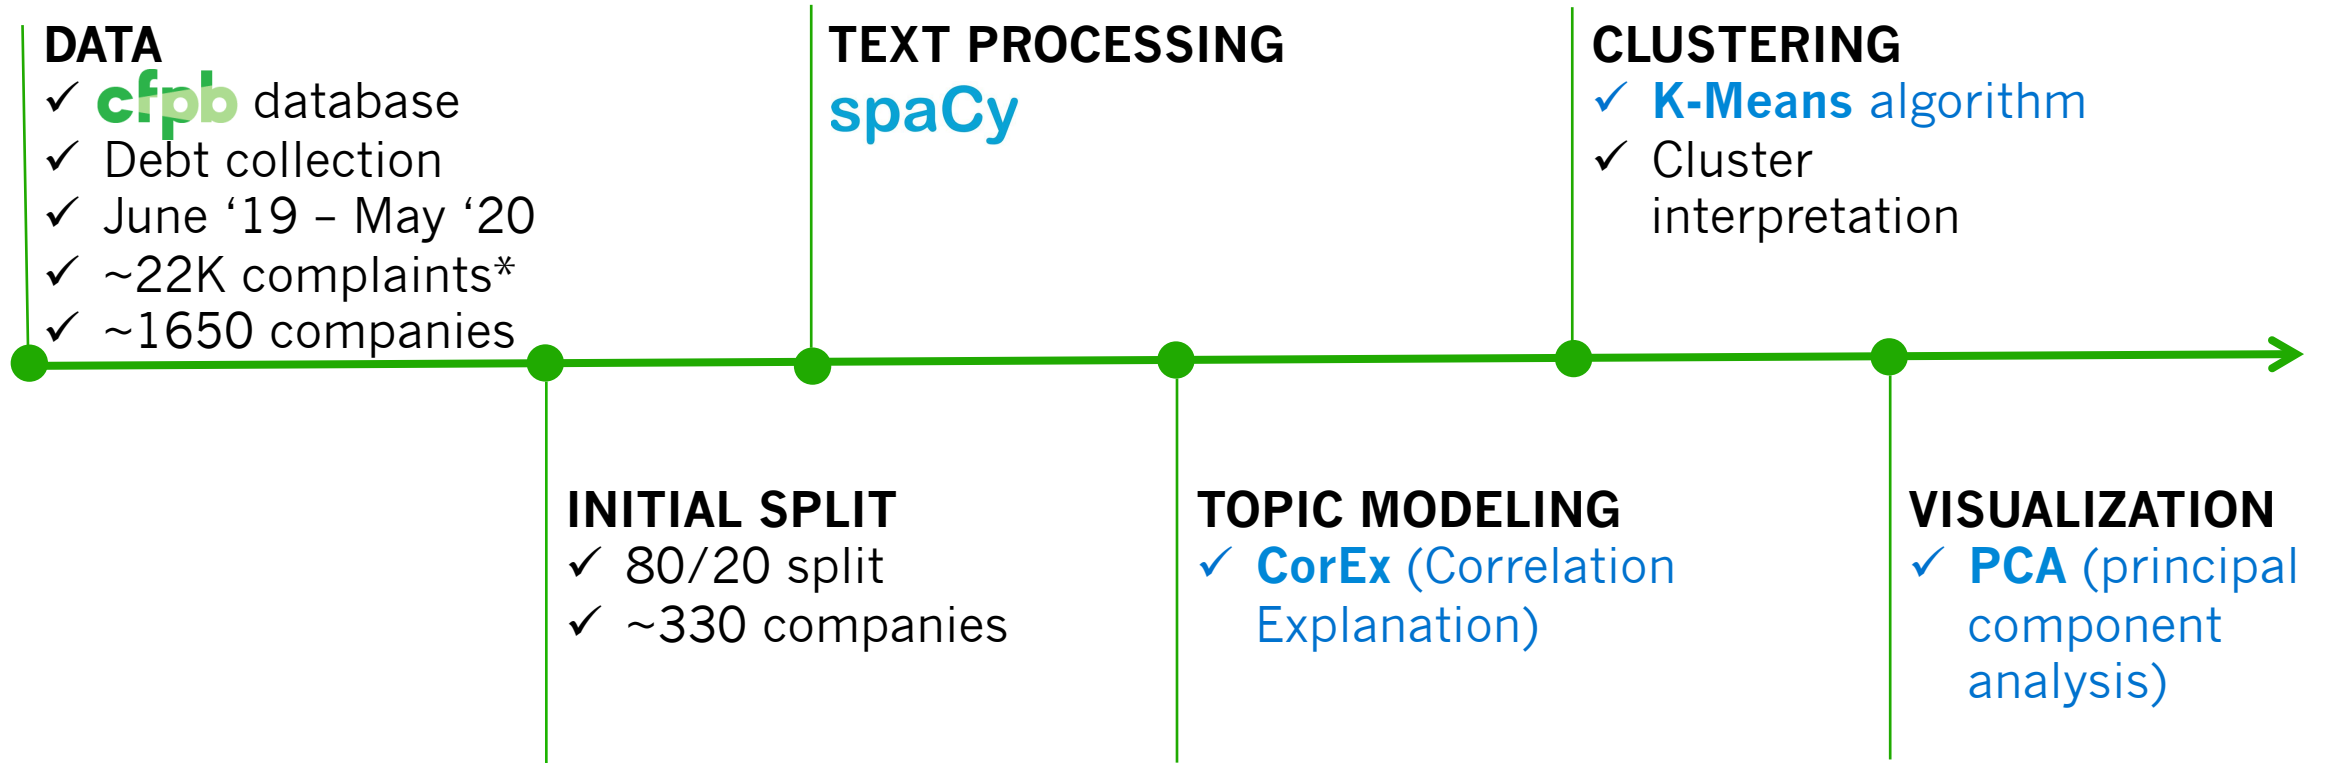 DATA
✓ cfpb database
✓ Debt collection
✓ June ‘19 – May ‘20
✓ ~22K complaints*
✓ ~1650 companies
INITIAL SPLIT
✓ 80/20 split
✓ ~330 companies
TEXT PROCESSING
spaCy
TOPIC MODELING
✓ CorEx (Correlation
Explanation)
CLUSTERING
✓ K-Means algorithm
✓ Cluster
interpretation
VISUALIZATION
✓ PCA (principal
component
analysis)